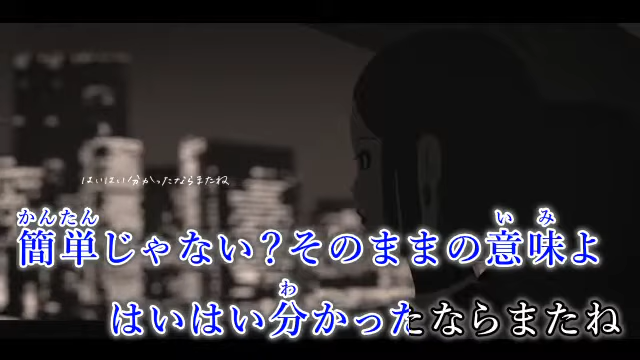 はいはい分かったならまたね
かんたん い み
簡単じゃない？そのままの意味よ
わ
はいはい分かったならまたね